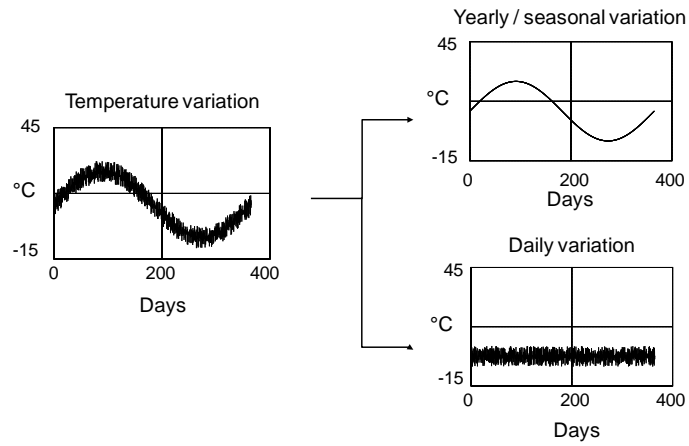 Temperature variation
45
°C
-15
0
200
400
Days
Yearly / seasonal variation
45
°C
-15
0
200
400
Days
Daily variation
45
°C
-15
0
200
400
Days